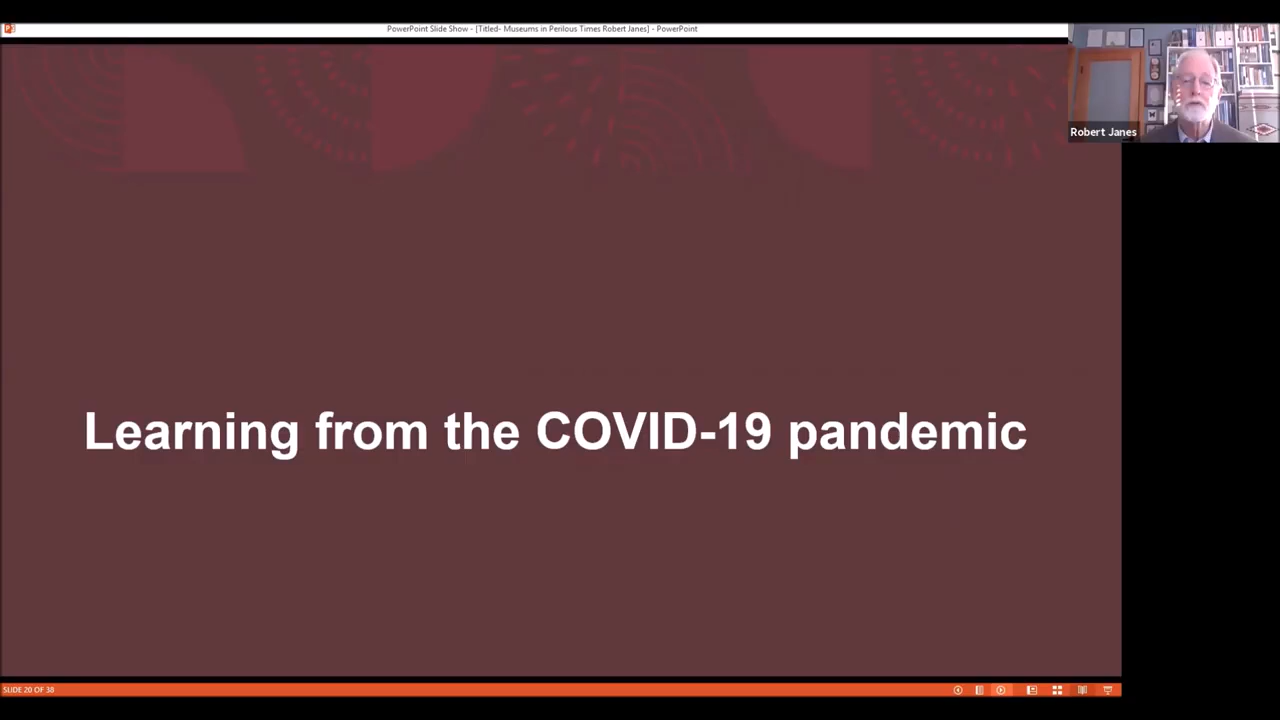 PowerPoint Slide Show - [Titled- Museums in Perilous Times Robert Janes] - PowerPoint
Robert Janes
Learning from the COVID-19 pandemic
SLIDE 20 OF 38